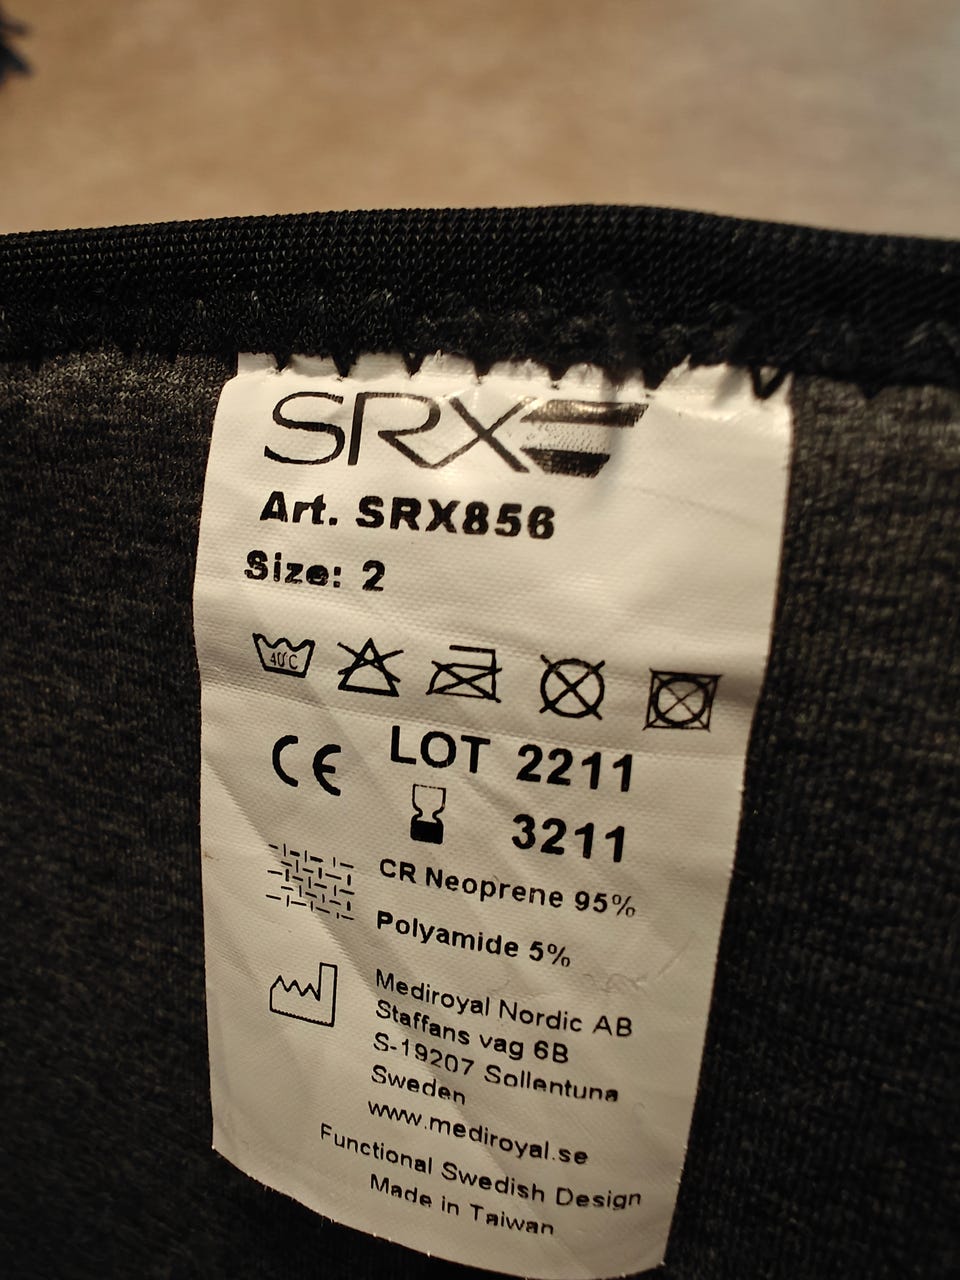 SRX
Art. SRX856
Size: 2
40°C
CE LOT 2211
3211
CR Neoprene 95%
Polyamide 5%
Mediroyal Nordic AB
Staffans vag 6B
S-19207 Sollentuna
Sweden
www.mediroyal.se
Functional Swedish Design
Made in Taiwan